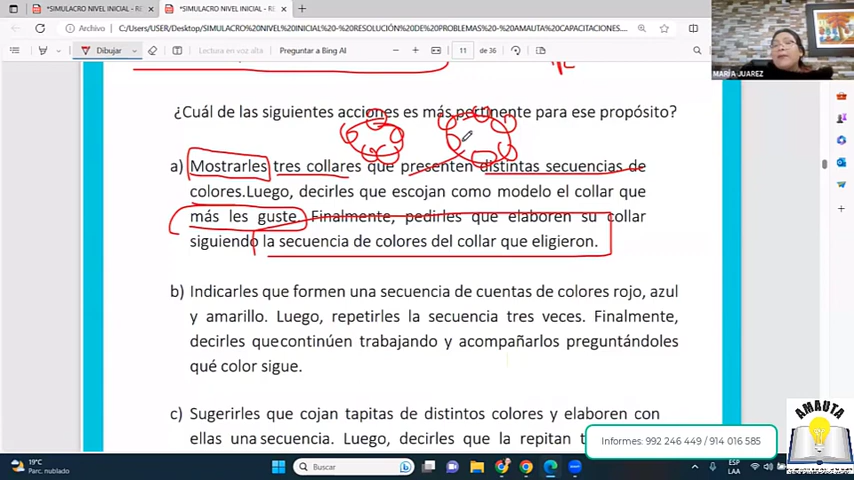 *SIMULACRO NIVEL INICIAL - RESOL
*SIMULACRO NIVEL INICIAL - RESOL
Archivo
C:/Users/USER/Desktop/SIMULACRO%20NIVEL%20INICIAL%20-%20RESOLUCIÓN%20DE%20PROBLEMAS%20-%20AMAUTA%20CAPACITACIONES....
Dibujar
Lectura en voz alta
Preguntar a Bing AI
11
de 36
MARÍA JUAREZ
¿Cuál de las siguientes acciones es más pertinente para ese propósito?
a) Mostrarles tres collares que presenten distintas secuencias de
colores.Luego, decirles que escojan como modelo el collar que
más les guste. Finalmente, pedirles que elaboren su collar
siguiendo la secuencia de colores del collar que eligieron.
b) Indicarles que formen una secuencia de cuentas de colores rojo, azul
y amarillo. Luego, repetirles la secuencia tres veces. Finalmente,
decirles quecontinúen trabajando y acompañarlos preguntándoles
qué color sigue.
c) Sugerirles que cojan tapitas de distintos colores y elaboren con
ellas una secuencia. Luego, decirles que la repitan
Informes: 992 246 449 / 914 016 585
AMAUTA
19°C
Parc. nublado
Buscar
ESP
LAA